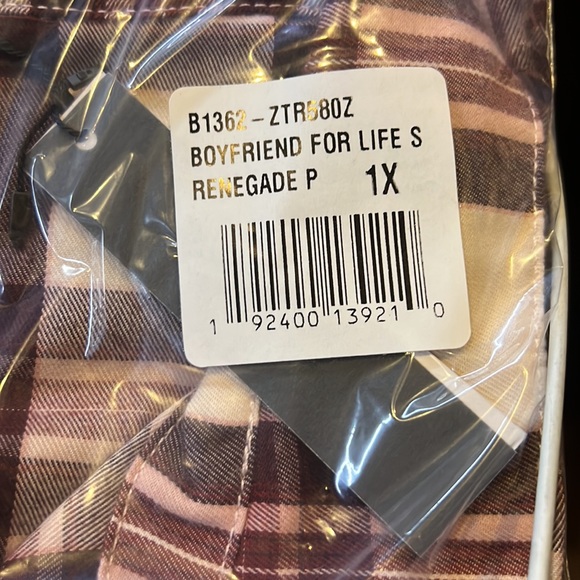 B1362-ZTR580Z
BOYFRIEND FOR LIFE S
RENEGADE P 1X
1 92400 13921 0